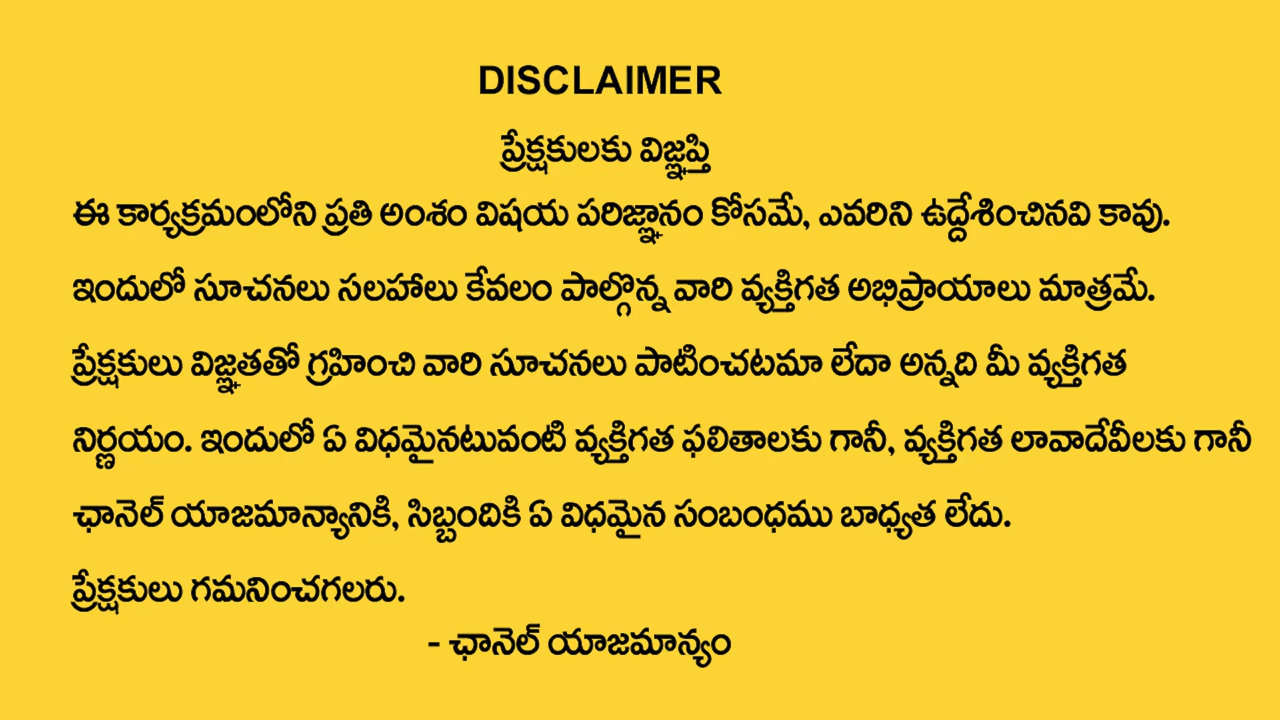 DISCLAIMER
ప్రేక్షకులకు విజ్ఞప్తి
ఈ కార్యక్రమంలోని ప్రతి అంశం విషయ పరిజ్ఞానం కోసమే, ఎవరిని ఉద్దేశించినవి కావు.
ఇందులో సూచనలు సలహాలు కేవలం పాల్గొన్న వారి వ్యక్తిగత అభిప్రాయాలు మాత్రమే.
ప్రేక్షకులు విజ్ఞతతో గ్రహించి వారి సూచనలు పాటించటమా లేదా అన్నది మీ వ్యక్తిగత
నిర్ణయం. ఇందులో ఏ విధమైనటువంటి వ్యక్తిగత ఫలితాలకు గానీ, వ్యక్తిగత లావాదేవీలకు గానీ
ఛానెల్ యాజమాన్యానికి, సిబ్బందికి ఏ విధమైన సంబంధము బాధ్యత లేదు.
ప్రేక్షకులు గమనించగలరు.
- ఛానెల్ యాజమాన్యం